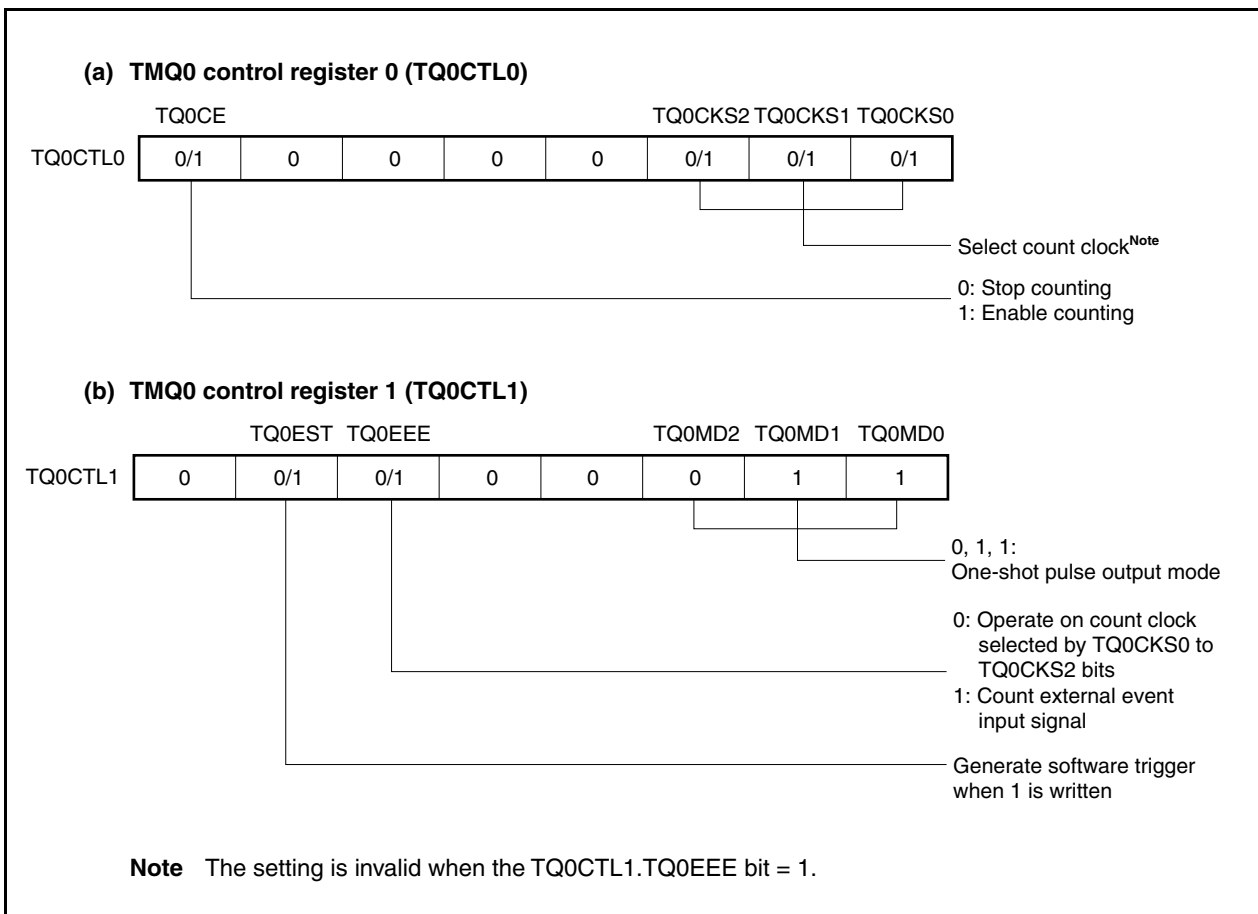 (a) TMQ0 control register 0 (TQ0CTL0)
TQ0CE TQ0CKS2 TQ0CKS1 TQ0CKS0
TQ0CTL0 0/1 0 0 0 0 0/1 0/1 0/1
Select count clockNote
0: Stop counting
1: Enable counting
(b) TMQ0 control register 1 (TQ0CTL1)
TQ0EST TQ0EEE TQ0MD2 TQ0MD1 TQ0MD0
TQ0CTL1 0 0/1 0/1 0 0 0 1 1
0, 1, 1:
One-shot pulse output mode
0: Operate on count clock
selected by TQ0CKS0 to
TQ0CKS2 bits
1: Count external event
input signal
Generate software trigger
when 1 is written
Note The setting is invalid when the TQ0CTL1.TQ0EEE bit = 1.